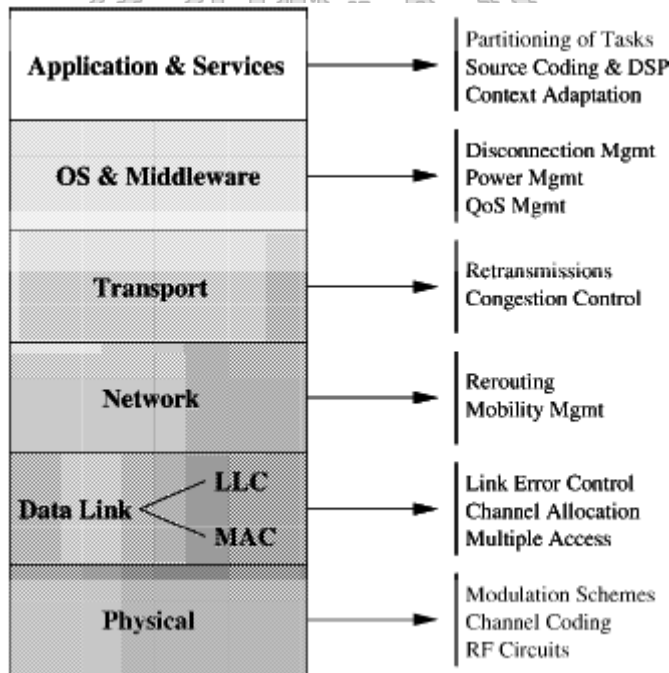 Application & Services
Partitioning of Tasks
Source Coding & DSP
Context Adaptation
OS & Middleware
Disconnection Mgmt
Power Mgmt
QoS Mgmt
Transport
Retransmissions
Congestion Control
Network
Rerouting
Mobility Mgmt
Data Link
LLC
MAC
Link Error Control
Channel Allocation
Multiple Access
Physical
Modulation Schemes
Channel Coding
RF Circuits